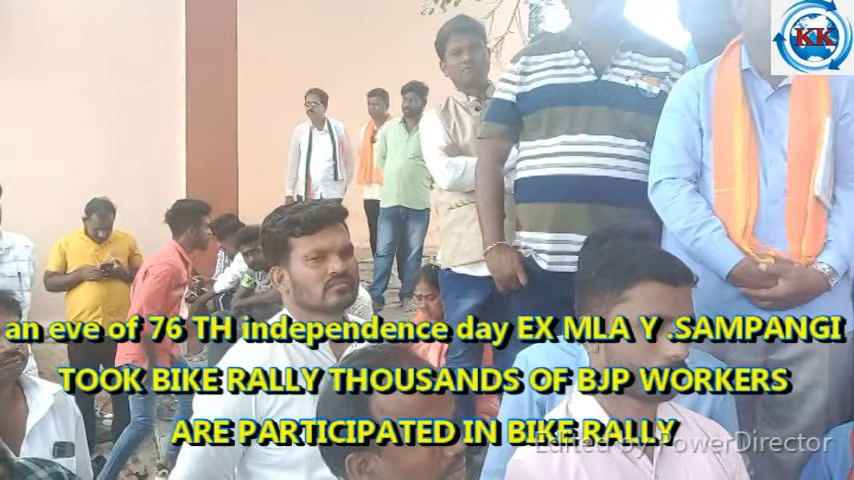 KK
an eve of 76 TH independence day EX MLA Y .SAMPANGI
TOOK BIKE RALLY THOUSANDS OF BJP WORKERS
ARE PARTICIPATED IN BIKE RALLY
Edited by PowerDirector